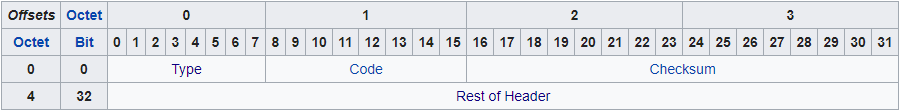 Offsets Octet 0 1 2 3
Octet Bit 0 1 2 3 4 5 6 7 8 9 10 11 12 13 14 15 16 17 18 19 20 21 22 23 24 25 26 27 28 29 30 31
0 0 Type Code Checksum
4 32 Rest of Header